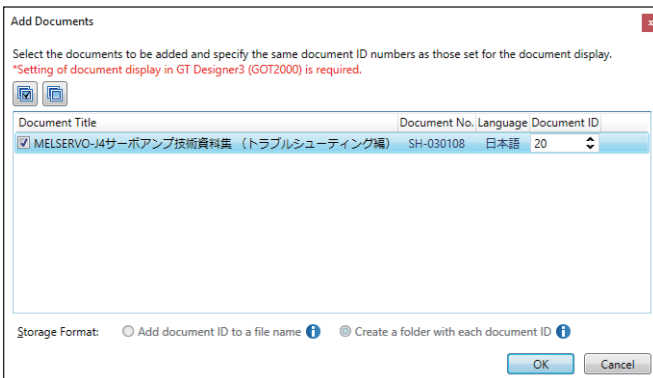 Add Documents
x
Select the documents to be added and specify the same document ID numbers as those set for the document display.
*Setting of document display in GT Designer3 (GOT2000) is required.
Document Title Document No. Language Document ID
MELSERVO-J4サーボアンプ技術資料集 （トラブルシューティング編） SH-030108 日本語 20
Storage Format: Add document ID to a file name Create a folder with each document ID
OK Cancel